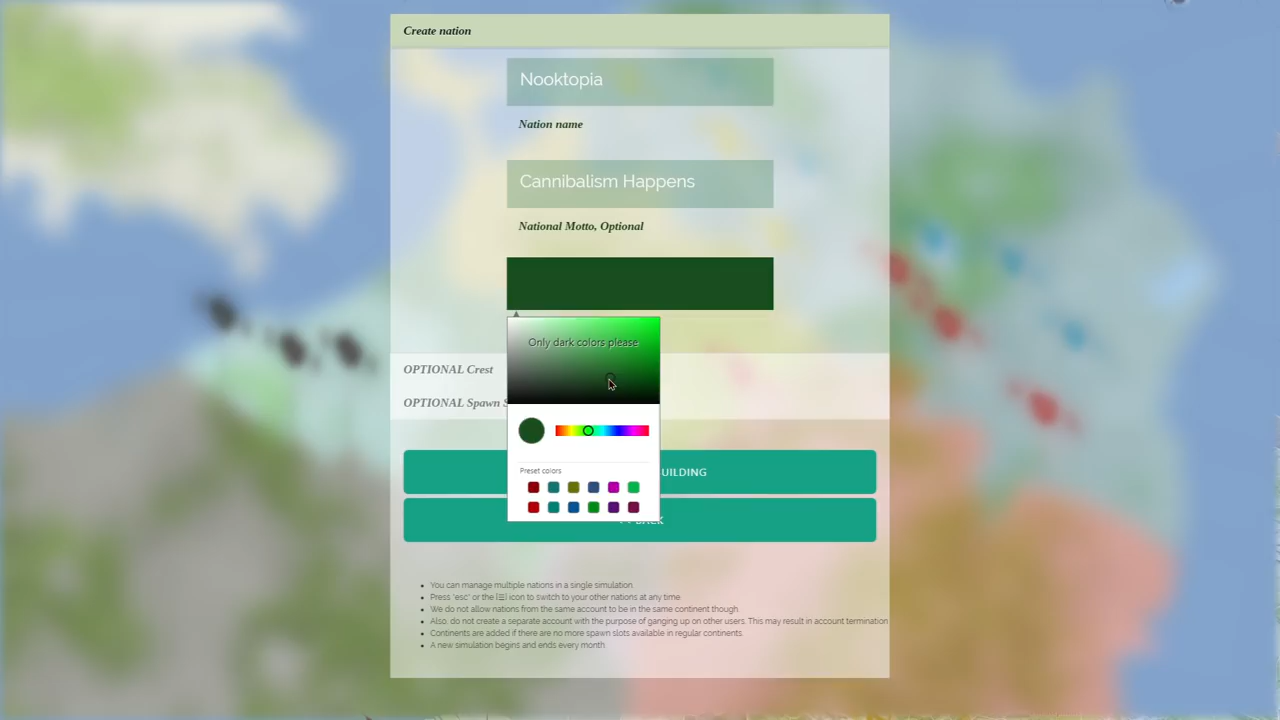 Create nation
Nooktopia
Nation name
Cannibalism Happens
National Motto, Optional
Only dark colors please
OPTIONAL Crest
OPTIONAL Spawn
Preset colors
BACK
You can manage multiple nations in a single simulation.
Press "esc" or the [☰] icon to switch to your other nations at any time.
We do not allow nations from the same account to be in the same continent though.
Also, do not create a separate account with the purpose of ganging up on other users. This may result in account termination
Continents are added if there are no more spawn slots available in regular continents.
A new simulation begins and ends every month.